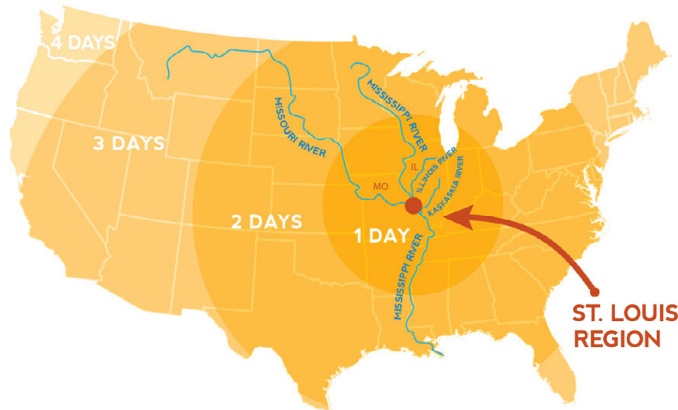 4 DAYS
3 DAYS
2 DAYS
1 DAY
MISSOURI RIVER
MISSISSIPPI RIVER
MO
IL
ILLINOIS RIVER
KASKASKIA RIVER
MISSISSIPPI RIVER
ST. LOUIS
REGION